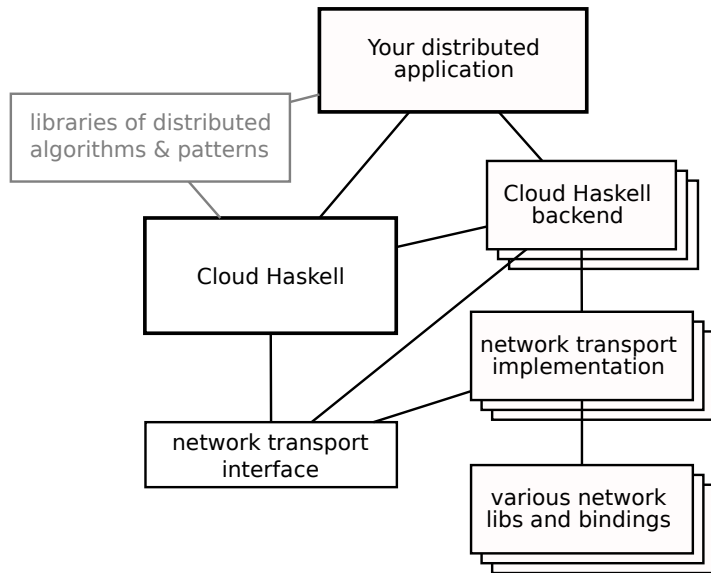 Your distributed
application
libraries of distributed
algorithms & patterns
Cloud Haskell
backend
Cloud Haskell
network transport
implementation
network transport
interface
various network
libs and bindings